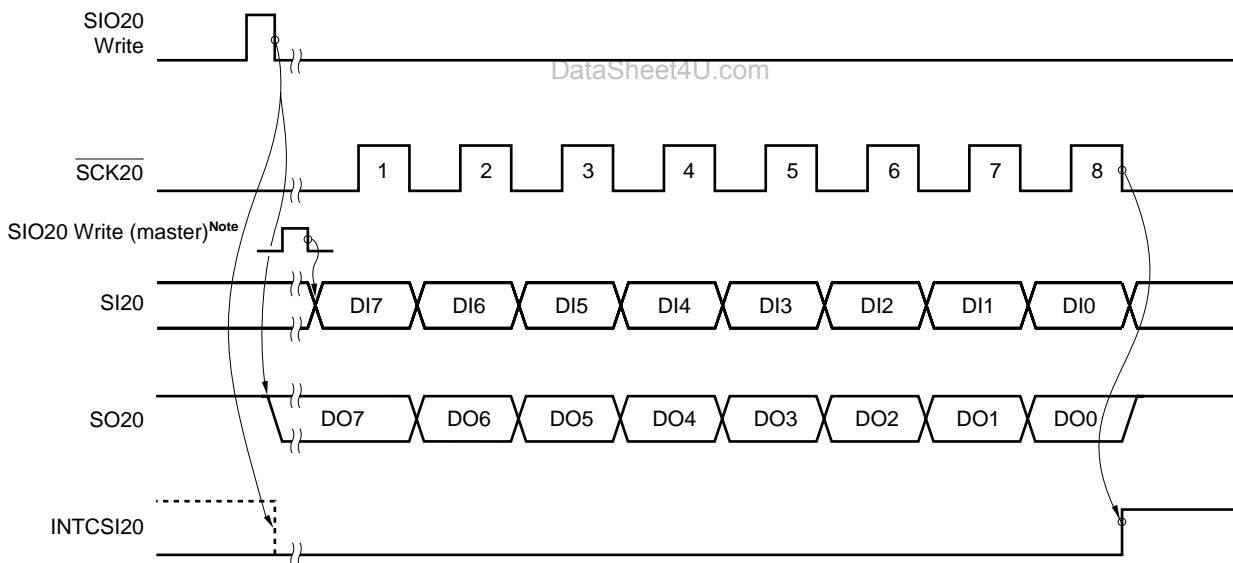 SIO20
Write
DataSheet4U.com
SCK20
1 2 3 4 5 6 7 8
SIO20 Write (master)Note
SI20
DI7 DI6 DI5 DI4 DI3 DI2 DI1 DI0
SO20
DO7 DO6 DO5 DO4 DO3 DO2 DO1 DO0
INTCSI20